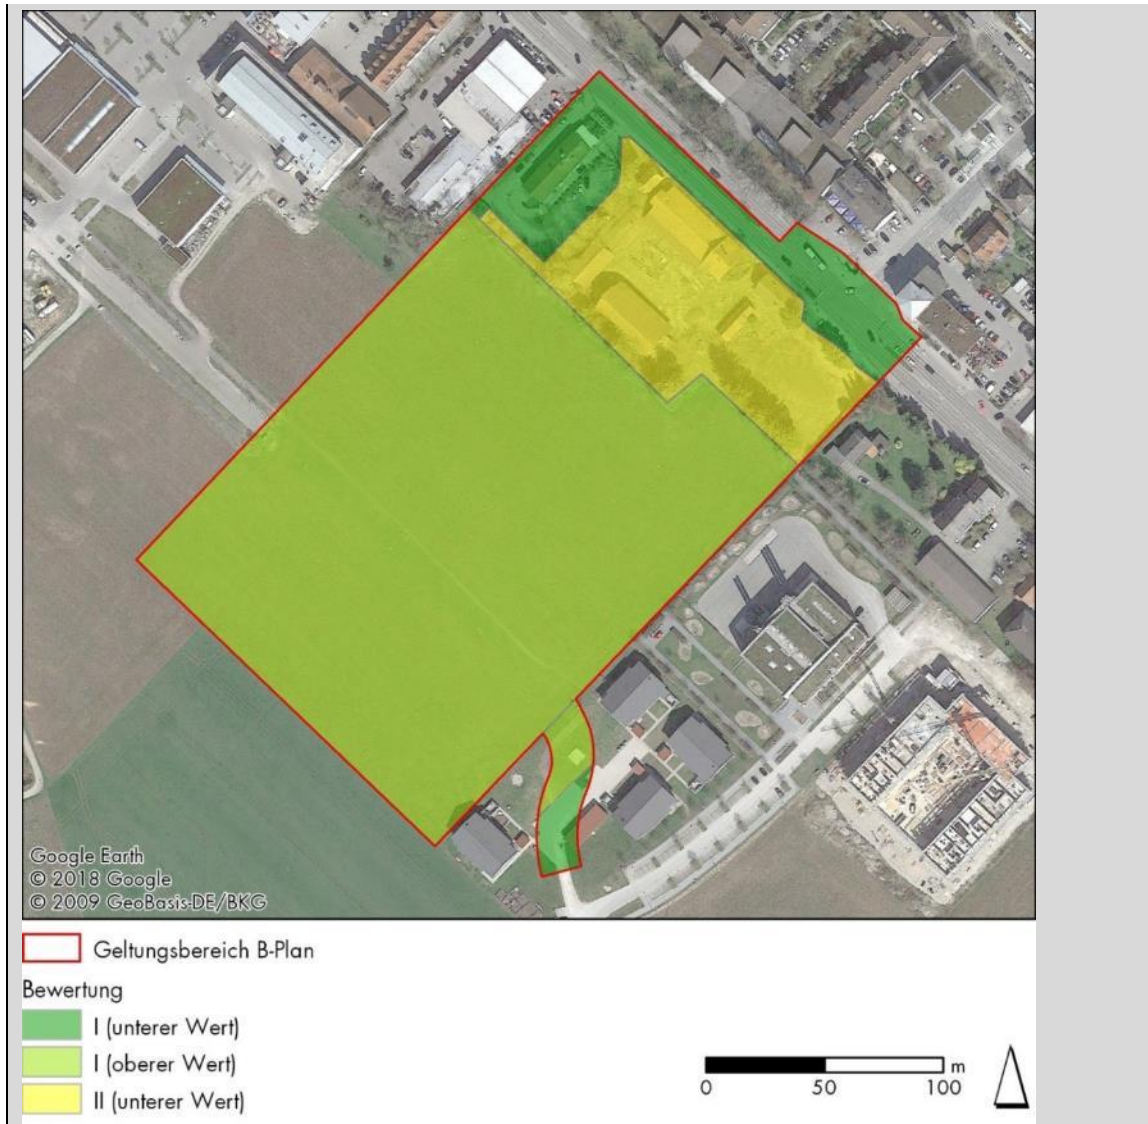 Google Earth
© 2018 Google
© 2009 GeoBasis-DE/BKG
Geltungsbereich B-Plan
Bewertung
I (unterer Wert)
I (oberer Wert)
II (unterer Wert)
m
0 50 100